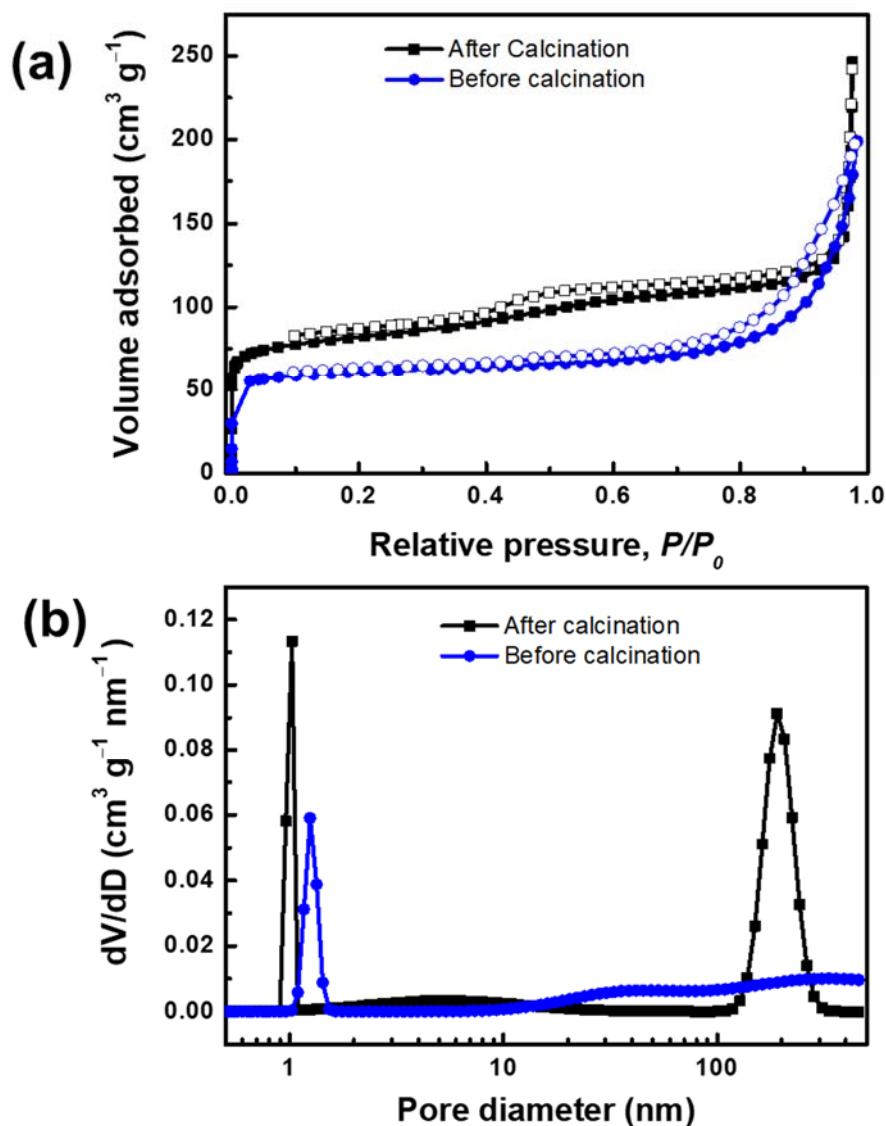 (a)
After Calcination
Before calcination
Volume adsorbed (cm³ g⁻¹)
250
200
150
100
50
0
0.0 0.2 0.4 0.6 0.8 1.0
Relative pressure, P/P₀
(b)
After calcination
Before calcination
dV/dD (cm³ g⁻¹ nm⁻¹)
0.12
0.10
0.08
0.06
0.04
0.02
0.00
1 10 100
Pore diameter (nm)